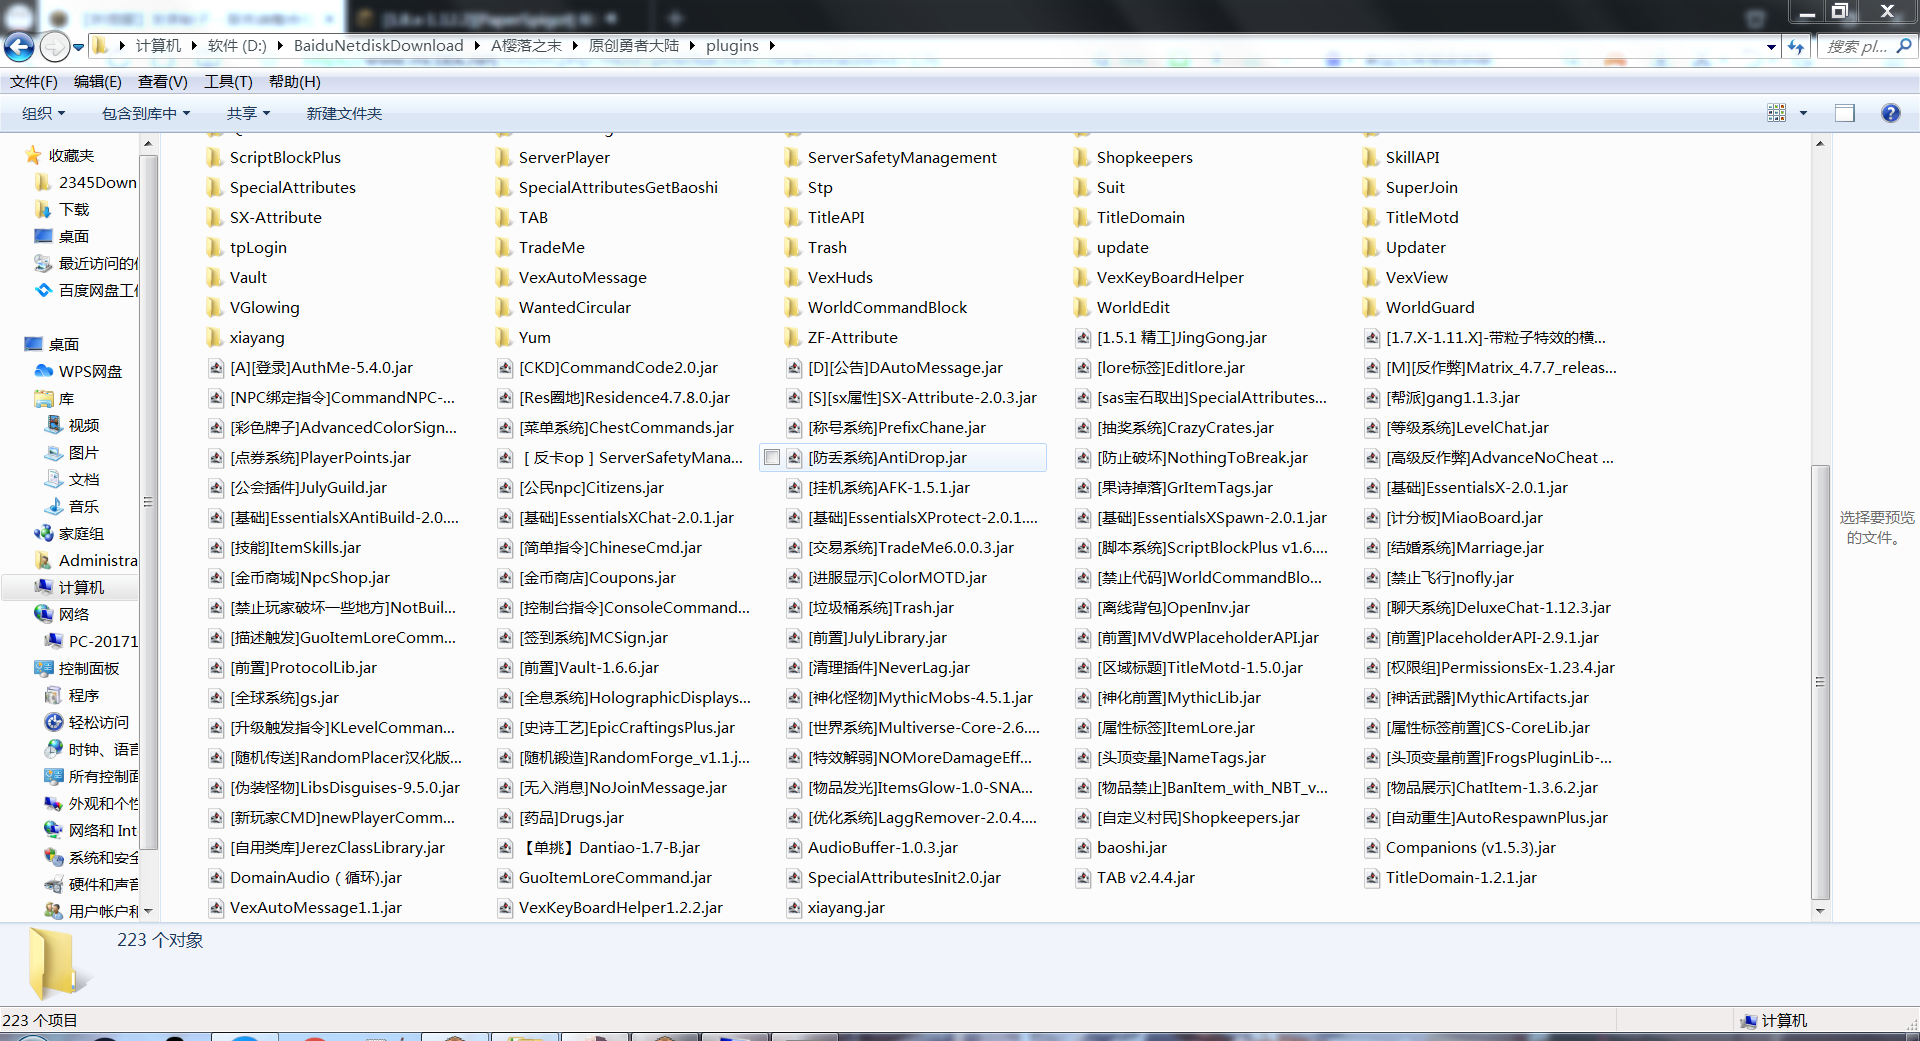 计算机 软件 (D:) BaiduNetdiskDownload A樱落之末 原创勇者大陆 plugins
搜索 pl...
文件(F) 编辑(E) 查看(V) 工具(T) 帮助(H)
组织 包含到库中 共享 新建文件夹
收藏夹
2345Down
下载
桌面
最近访问的
百度网盘工
桌面
WPS网盘
库
视频
图片
文档
音乐
家庭组
Administra
计算机
网络
PC-20171
控制面板
程序
轻松访问
时钟、语言
所有控制面
外观和个性
网络和 Int
系统和安全
硬件和声音
用户帐户和
ScriptBlockPlus ServerPlayer ServerSafetyManagement Shopkeepers SkillAPI
SpecialAttributes SpecialAttributesGetBaoshi Stp Suit SuperJoin
SX-Attribute TAB TitleAPI TitleDomain TitleMotd
tpLogin TradeMe Trash update Updater
Vault VexAutoMessage VexHuds VexKeyBoardHelper VexView
VGlowing WantedCircular WorldCommandBlock WorldEdit WorldGuard
xiayang Yum ZF-Attribute [1.5.1 精工]JingGong.jar [1.7.X-1.11.X]-带粒子特效的横...
[A][登录]AuthMe-5.4.0.jar [CKD]CommandCode2.0.jar [D][公告]DAutoMessage.jar [lore标签]Editlore.jar [M][反作弊]Matrix_4.7.7_releas...
[NPC绑定指令]CommandNPC-... [Res圈地]Residence4.7.8.0.jar [S][sx属性]SX-Attribute-2.0.3.jar [sas宝石取出]SpecialAttributes... [帮派]gang1.1.3.jar
[彩色牌子]AdvancedColorSign... [菜单系统]ChestCommands.jar [称号系统]PrefixChane.jar [抽奖系统]CrazyCrates.jar [等级系统]LevelChat.jar
[点券系统]PlayerPoints.jar [ 反卡op ] ServerSafetyMana... [防丢系统]AntiDrop.jar [防止破坏]NothingToBreak.jar [高级反作弊]AdvanceNoCheat ...
[公会插件]JulyGuild.jar [公民npc]Citizens.jar [挂机系统]AFK-1.5.1.jar [果诗掉落]GrItemTags.jar [基础]EssentialsX-2.0.1.jar
[基础]EssentialsXAntiBuild-2.0.... [基础]EssentialsXChat-2.0.1.jar [基础]EssentialsXProtect-2.0.1.... [基础]EssentialsXSpawn-2.0.1.jar [计分板]MiaoBoard.jar
[技能]ItemSkills.jar [简单指令]ChineseCmd.jar [交易系统]TradeMe6.0.0.3.jar [脚本系统]ScriptBlockPlus v1.6.... [结婚系统]Marriage.jar
[金币商城]NpcShop.jar [金币商店]Coupons.jar [进服显示]ColorMOTD.jar [禁止代码]WorldCommandBlo... [禁止飞行]nofly.jar
[禁止玩家破坏一些地方]NotBuil... [控制台指令]ConsoleCommand... [垃圾桶系统]Trash.jar [离线背包]OpenInv.jar [聊天系统]DeluxeChat-1.12.3.jar
[描述触发]GuoItemLoreComm... [签到系统]MCSign.jar [前置]JulyLibrary.jar [前置]MVdWPlaceholderAPI.jar [前置]PlaceholderAPI-2.9.1.jar
[前置]ProtocolLib.jar [前置]Vault-1.6.6.jar [清理插件]NeverLag.jar [区域标题]TitleMotd-1.5.0.jar [权限组]PermissionsEx-1.23.4.jar
[全球系统]gs.jar [全息系统]HolographicDisplays... [神化怪物]MythicMobs-4.5.1.jar [神化前置]MythicLib.jar [神话武器]MythicArtifacts.jar
[升级触发指令]KLevelComman... [史诗工艺]EpicCraftingsPlus.jar [世界系统]Multiverse-Core-2.6.... [属性标签]ItemLore.jar [属性标签前置]CS-CoreLib.jar
[随机传送]RandomPlacer汉化版... [随机锻造]RandomForge_v1.1.j... [特效解弱]NOMoreDamageEff... [头顶变量]NameTags.jar [头顶变量前置]FrogsPluginLib-...
[伪装怪物]LibsDisguises-9.5.0.jar [无入消息]NoJoinMessage.jar [物品发光]ItemsGlow-1.0-SNA... [物品禁止]BanItem_with_NBT_v... [物品展示]ChatItem-1.3.6.2.jar
[新玩家CMD]newPlayerComm... [药品]Drugs.jar [优化系统]LaggRemover-2.0.4.... [自定义村民]Shopkeepers.jar [自动重生]AutoRespawnPlus.jar
[自用类库]JerezClassLibrary.jar 【单挑】Dantiao-1.7-B.jar AudioBuffer-1.0.3.jar baoshi.jar Companions (v1.5.3).jar
DomainAudio ( 循环).jar GuoItemLoreCommand.jar SpecialAttributesInit2.0.jar TAB v2.4.4.jar TitleDomain-1.2.1.jar
VexAutoMessage1.1.jar VexKeyBoardHelper1.2.2.jar xiayang.jar
选择要预览
的文件。
223 个对象
223 个项目
计算机